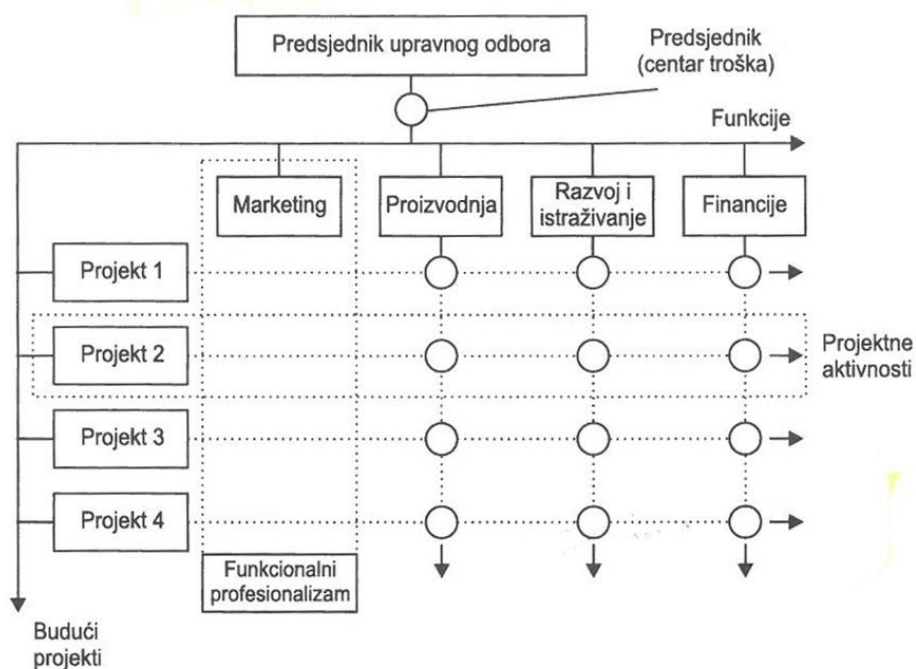 Predsjednik upravnog odbora
Predsjednik
(centar troška)
Funkcije
Marketing
Proizvodnja
Razvoj i
istraživanje
Financije
Projekt 1
Projekt 2
Projektne
aktivnosti
Projekt 3
Projekt 4
Funkcionalni
profesionalizam
Budući
projekti